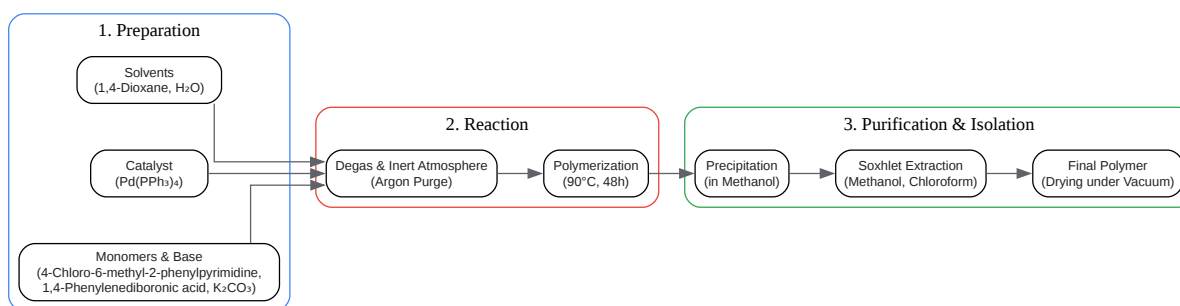 1. Preparation
Solvents
(1,4-Dioxane, H₂O)
Catalyst
(Pd(PPh₃)₄)
Monomers & Base
(4-Chloro-6-methyl-2-phenylpyrimidine,
1,4-Phenylenediboronic acid, K₂CO₃)
2. Reaction
Degas & Inert Atmosphere
(Argon Purge)
Polymerization
(90°C, 48h)
3. Purification & Isolation
Precipitation
(in Methanol)
Soxhlet Extraction
(Methanol, Chloroform)
Final Polymer
(Drying under Vacuum)